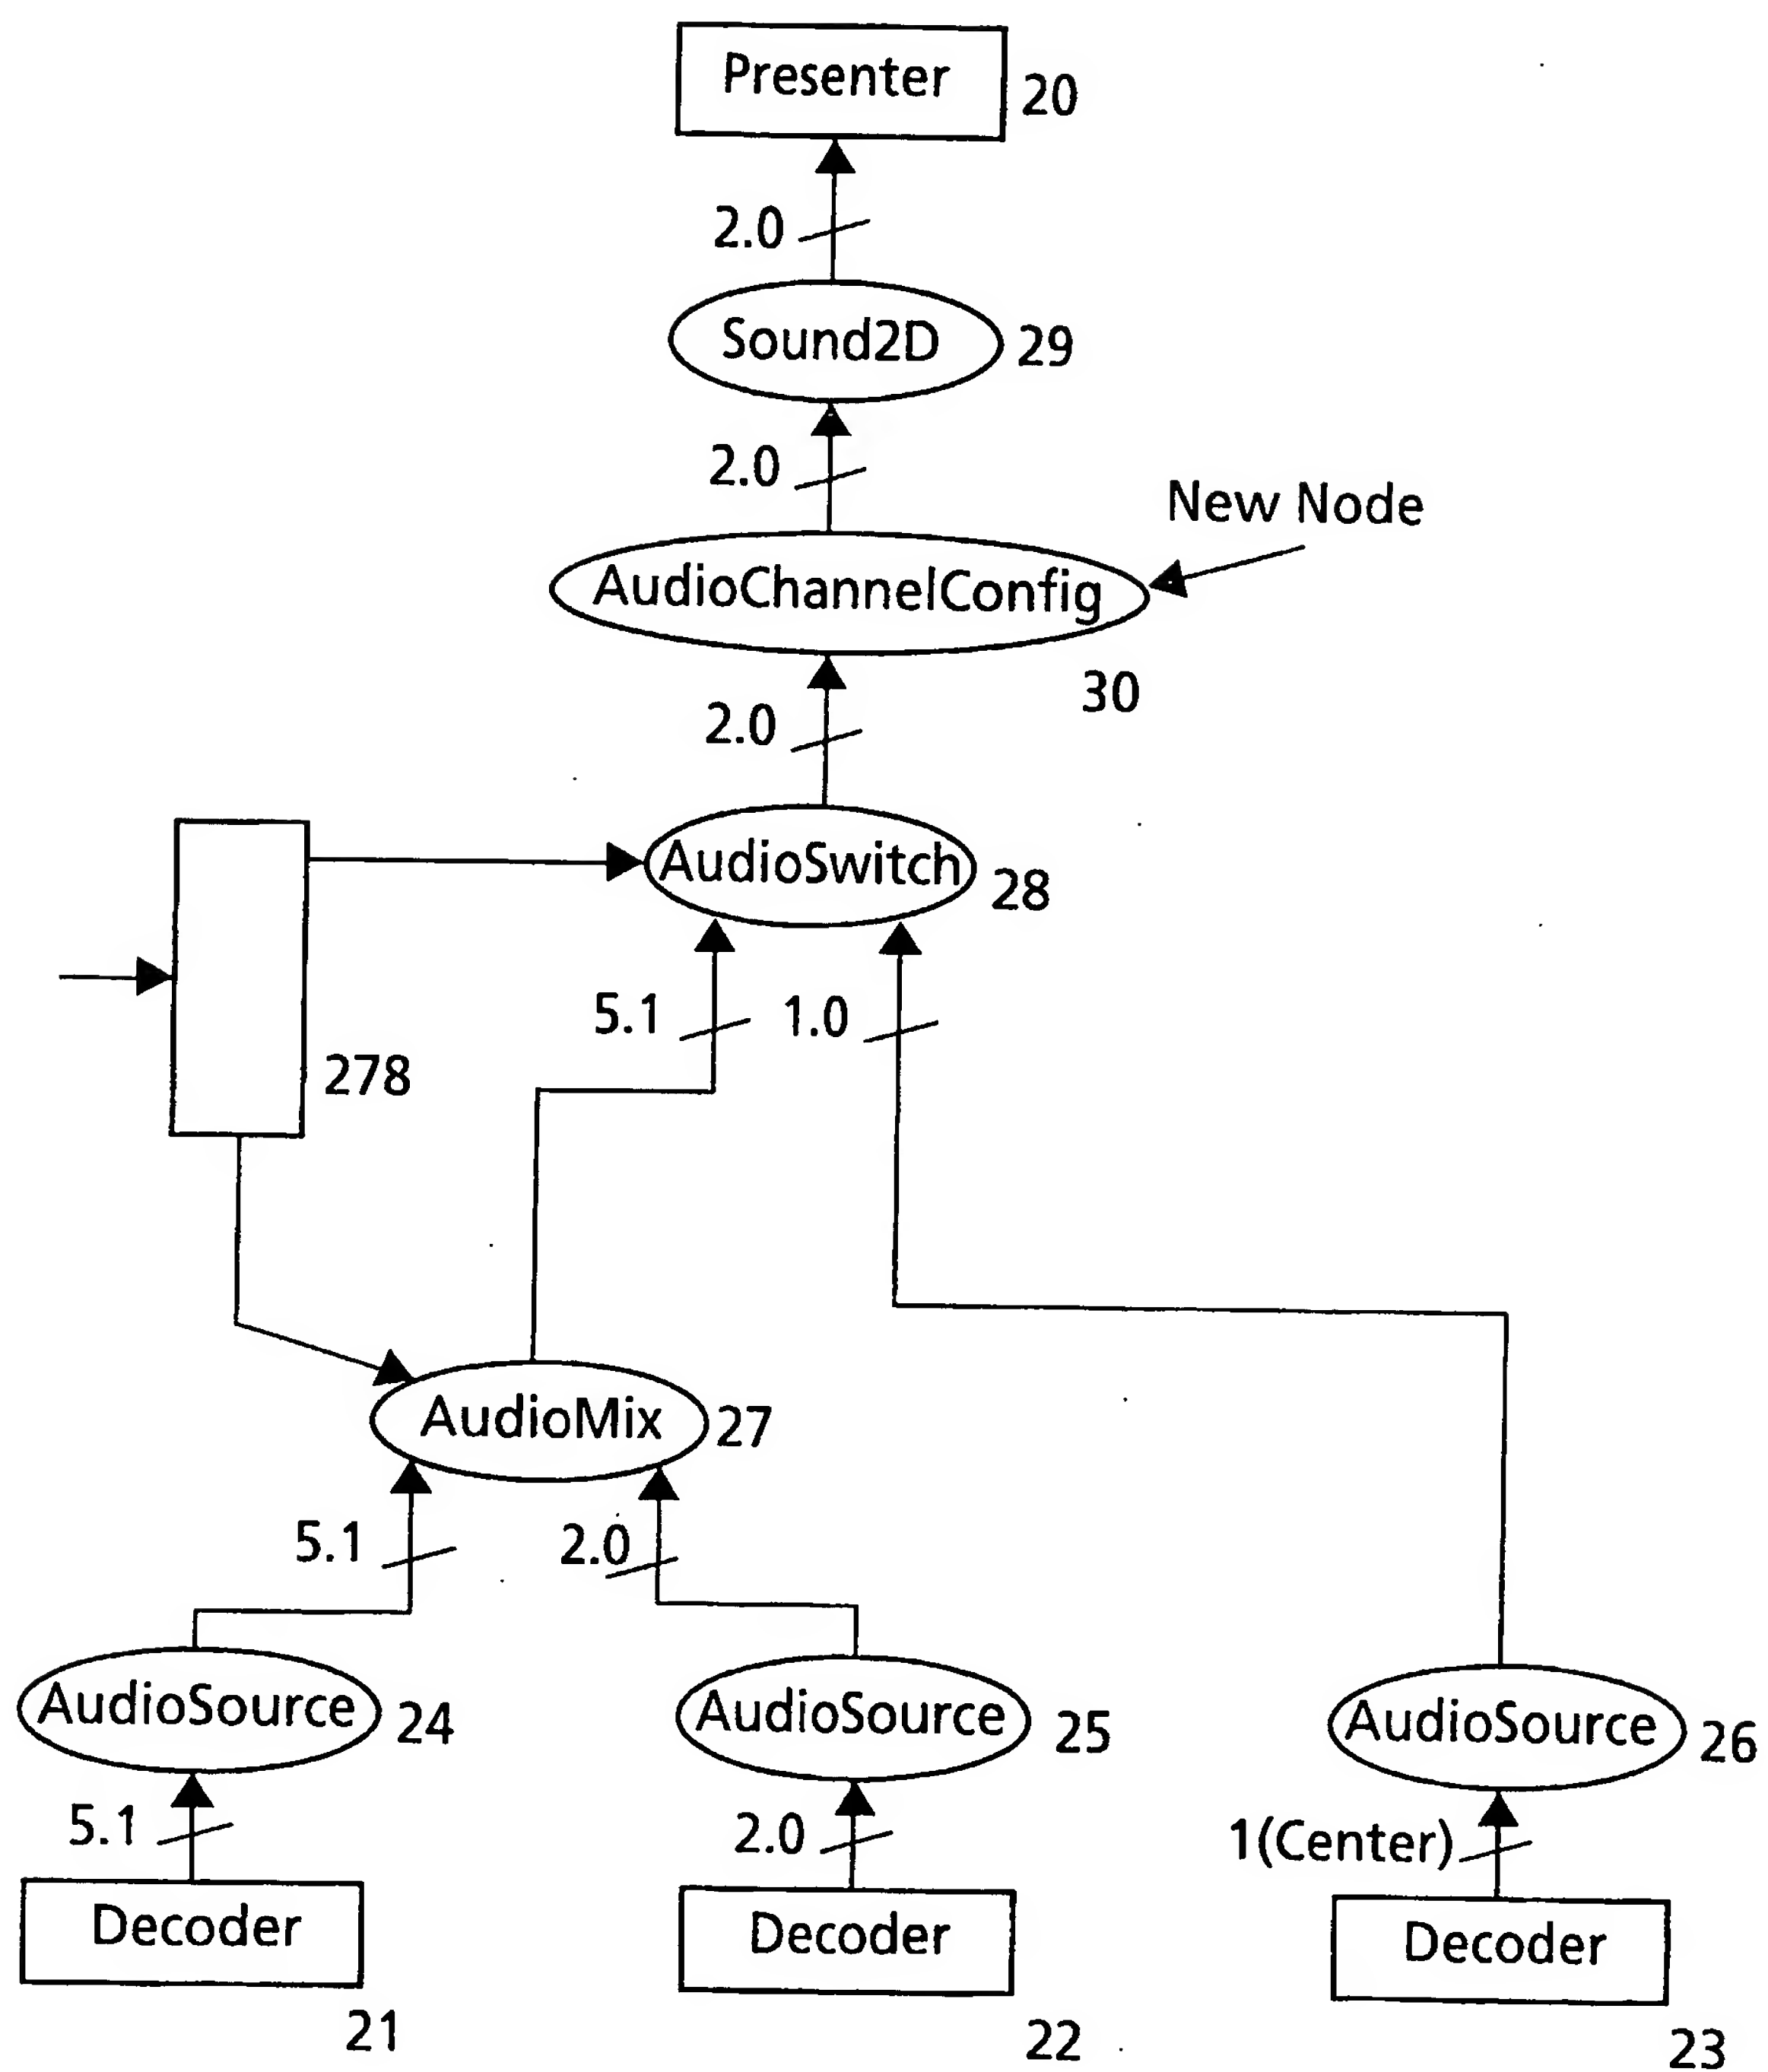 Presenter
20
2.0
Sound2D
29
2.0
New Node
AudioChannelConfig
30
2.0
AudioSwitch
28
5.1
1.0
278
AudioMix
27
5.1
2.0
AudioSource
24
AudioSource
25
AudioSource
26
5.1
2.0
1(Center)
Decoder
21
Decoder
22
Decoder
23